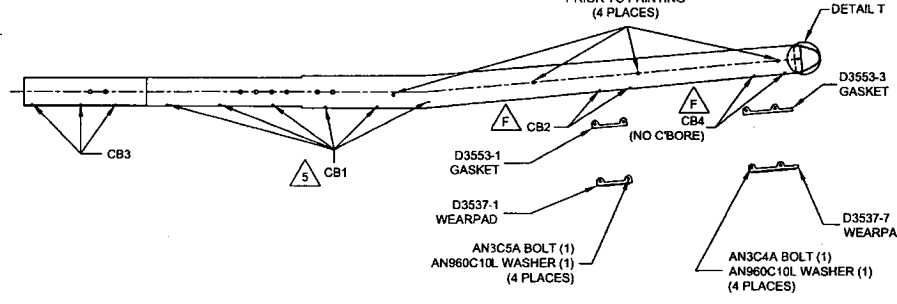 PRIOR TO PAINTING
(4 PLACES)
DETAIL T
D3553-3
GASKET
F
CB2
F
CB4
(NO C'BORE)
CB3
5
CB1
D3553-1
GASKET
D3537-1
WEARPAD
D3537-7
WEARPA
AN3C5A BOLT (1)
AN960C10L WASHER (1)
(4 PLACES)
AN3C4A BOLT (1)
AN960C10L WASHER (1)
(4 PLACES)